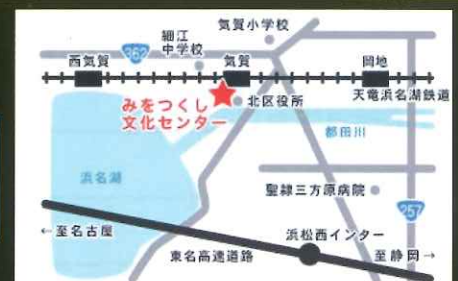 気賀小学校
細江
中学校
362
西気賀
気賀
岡地
みをつくし
文化センター
北区役所
天竜浜名湖鉄道
都田川
浜名湖
聖隷三方原病院
257
←至名古屋
浜松西インター
東名高速道路
至静岡→